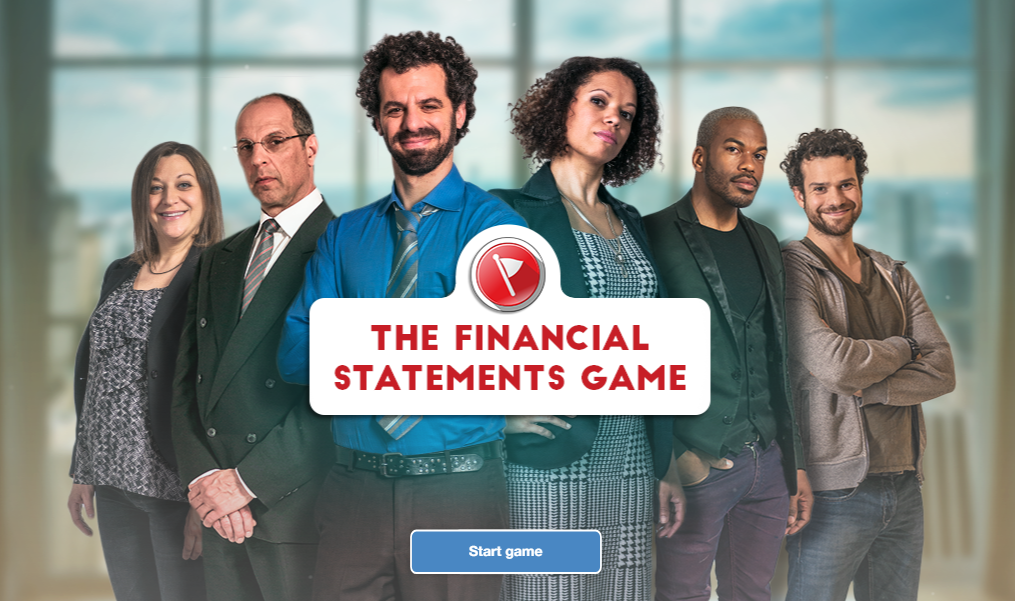 THE FINANCIAL
STATEMENTS GAME
Start game